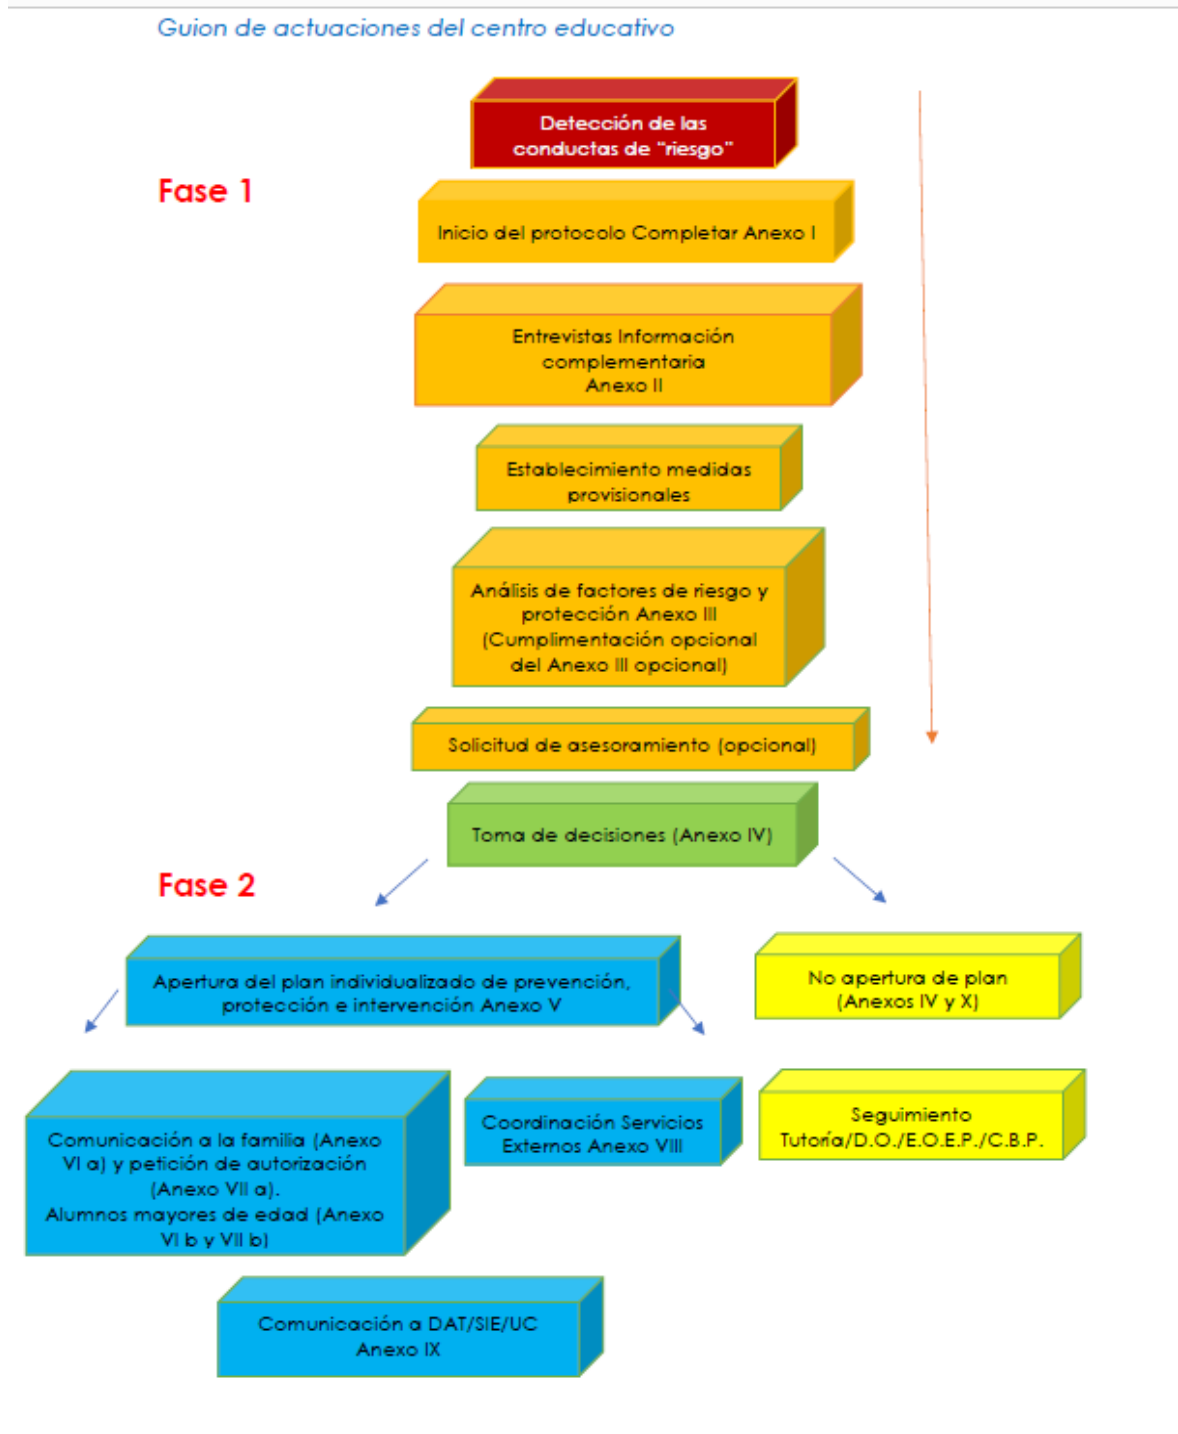 Guion de actuaciones del centro educativo
Detección de las
conductas de "riesgo"
Fase 1
Inicio del protocolo Completar Anexo I
Entrevistas Información
complementaria
Anexo II
Establecimiento medidas
provisionales
Análisis de factores de riesgo y
protección Anexo III
(Cumplimentación opcional
del Anexo III opcional)
Solicitud de asesoramiento (opcional)
Toma de decisiones (Anexo IV)
Fase 2
Apertura del plan individualizado de prevención,
protección e intervención Anexo V
No apertura de plan
(Anexos IV y X)
Comunicación a la familia (Anexo
VI a) y petición de autorización
(Anexo VII a).
Alumnos mayores de edad (Anexo
VI b y VII b)
Coordinación Servicios
Externos Anexo VIII
Seguimiento
Tutoría/D.O./E.O.E.P./C.B.P.
Comunicación a DAT/SIE/UC
Anexo IX